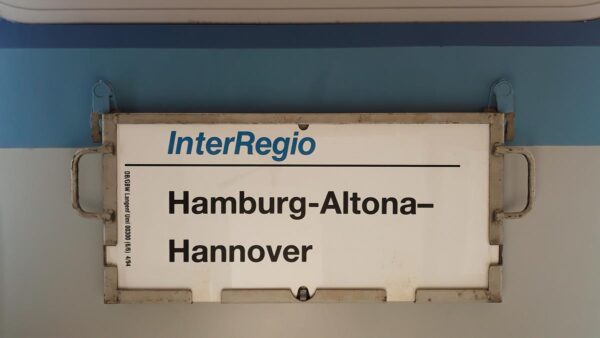 InterRegio
Hamburg-Altona–
Hannover